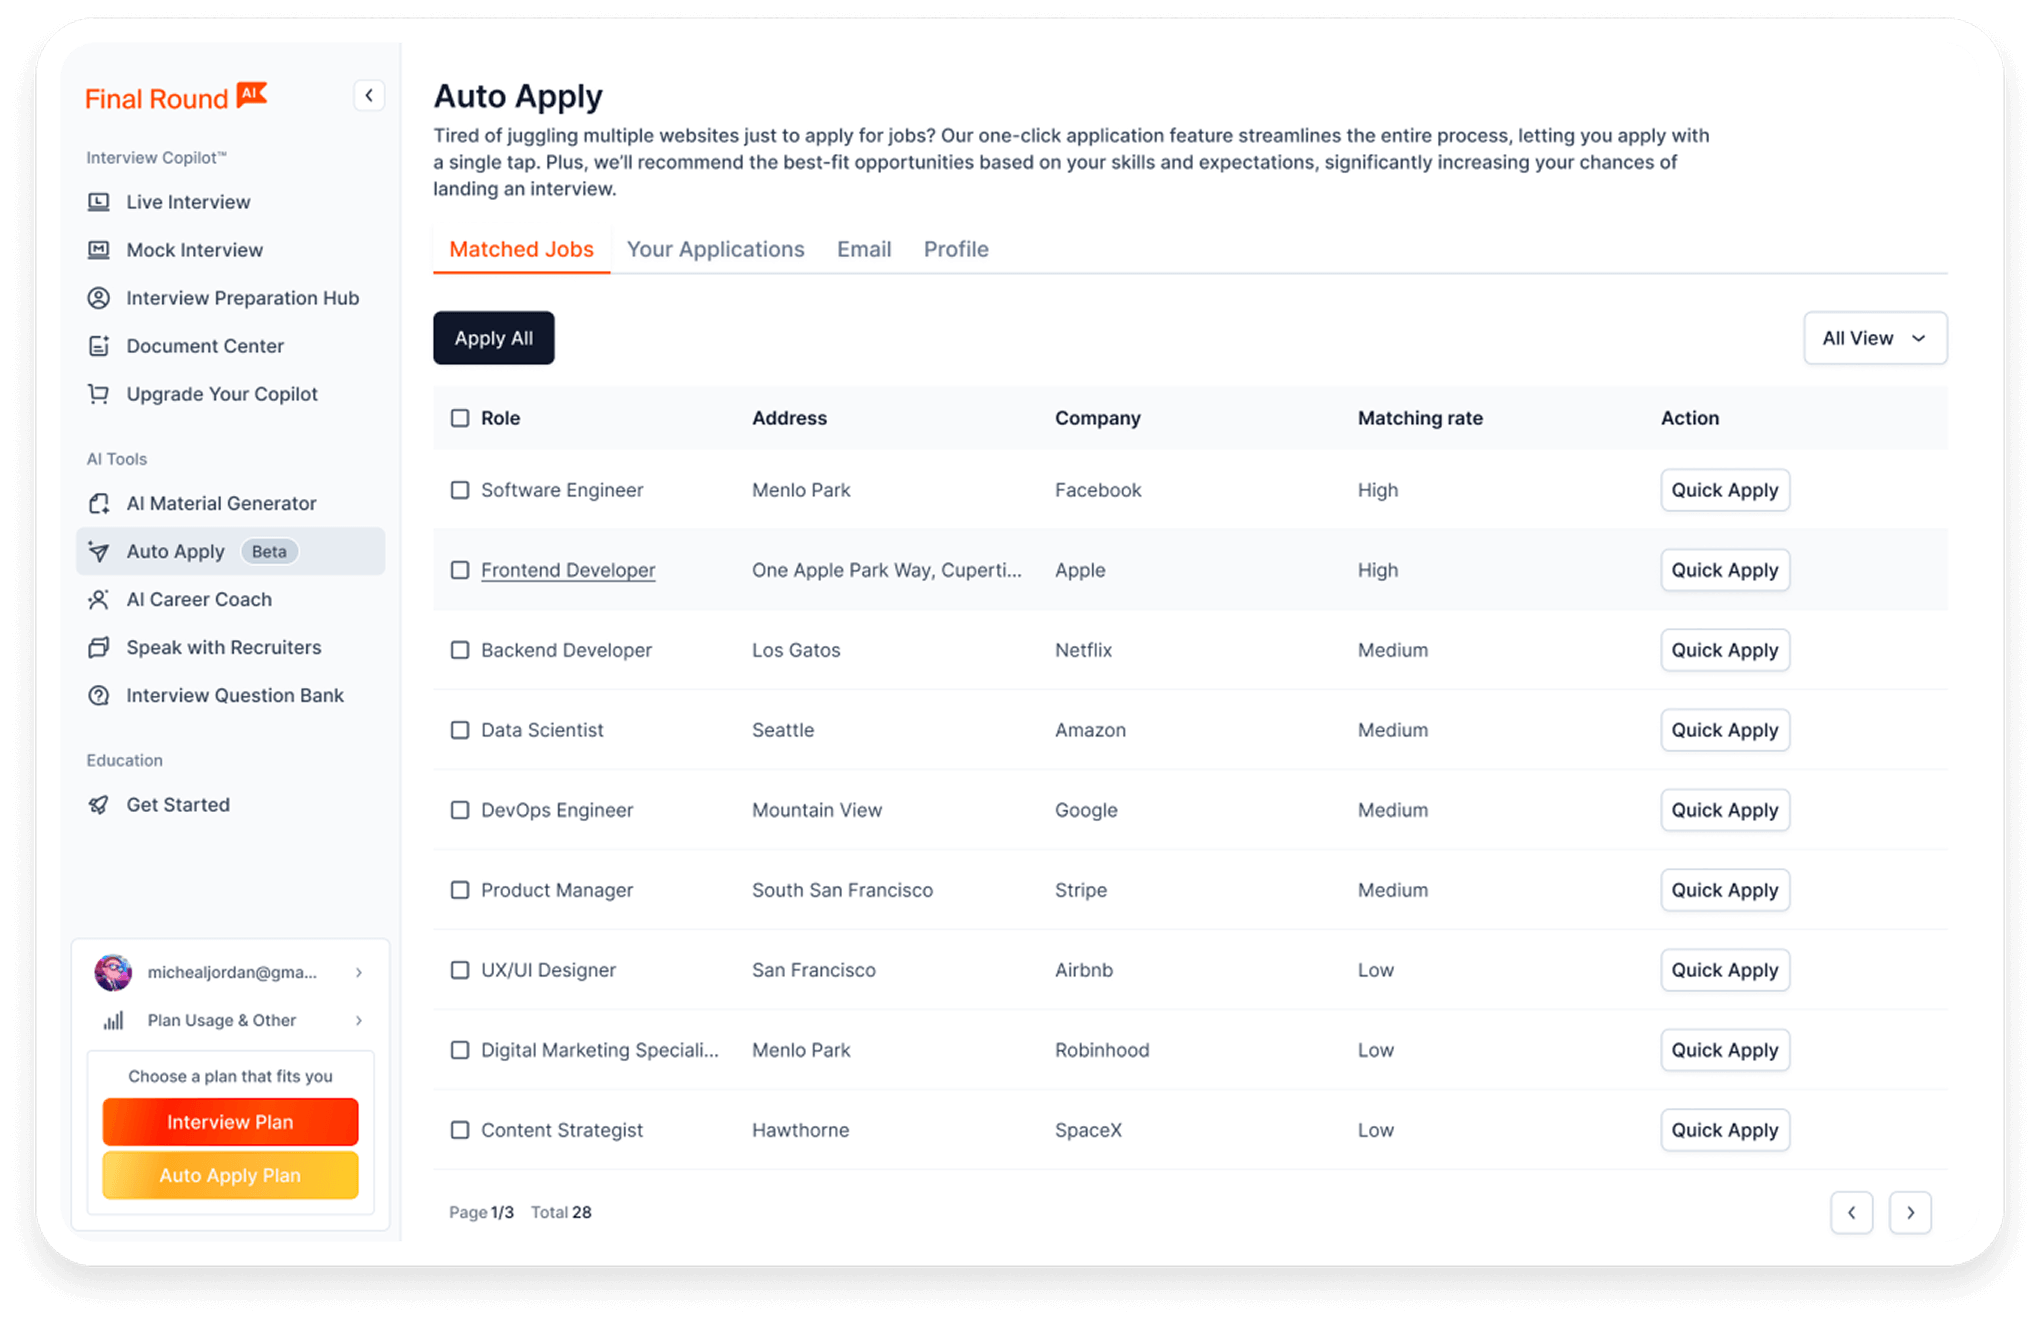 Final Round AI
Interview Copilot™
Live Interview
Mock Interview
Interview Preparation Hub
Document Center
Upgrade Your Copilot
AI Tools
AI Material Generator
Auto Apply Beta
AI Career Coach
Speak with Recruiters
Interview Question Bank
Education
Get Started
michealjordan@gma...
Plan Usage & Other
Choose a plan that fits you
Interview Plan
Auto Apply Plan
Auto Apply
Tired of juggling multiple websites just to apply for jobs? Our one-click application feature streamlines the entire process, letting you apply with
a single tap. Plus, we’ll recommend the best-fit opportunities based on your skills and expectations, significantly increasing your chances of
landing an interview.
Matched Jobs Your Applications Email Profile
Apply All All View
Role Address Company Matching rate Action
Software Engineer Menlo Park Facebook High Quick Apply
Frontend Developer One Apple Park Way, Cuperti... Apple High Quick Apply
Backend Developer Los Gatos Netflix Medium Quick Apply
Data Scientist Seattle Amazon Medium Quick Apply
DevOps Engineer Mountain View Google Medium Quick Apply
Product Manager South San Francisco Stripe Medium Quick Apply
UX/UI Designer San Francisco Airbnb Low Quick Apply
Digital Marketing Speciali... Menlo Park Robinhood Low Quick Apply
Content Strategist Hawthorne SpaceX Low Quick Apply
Page 1/3 Total 28